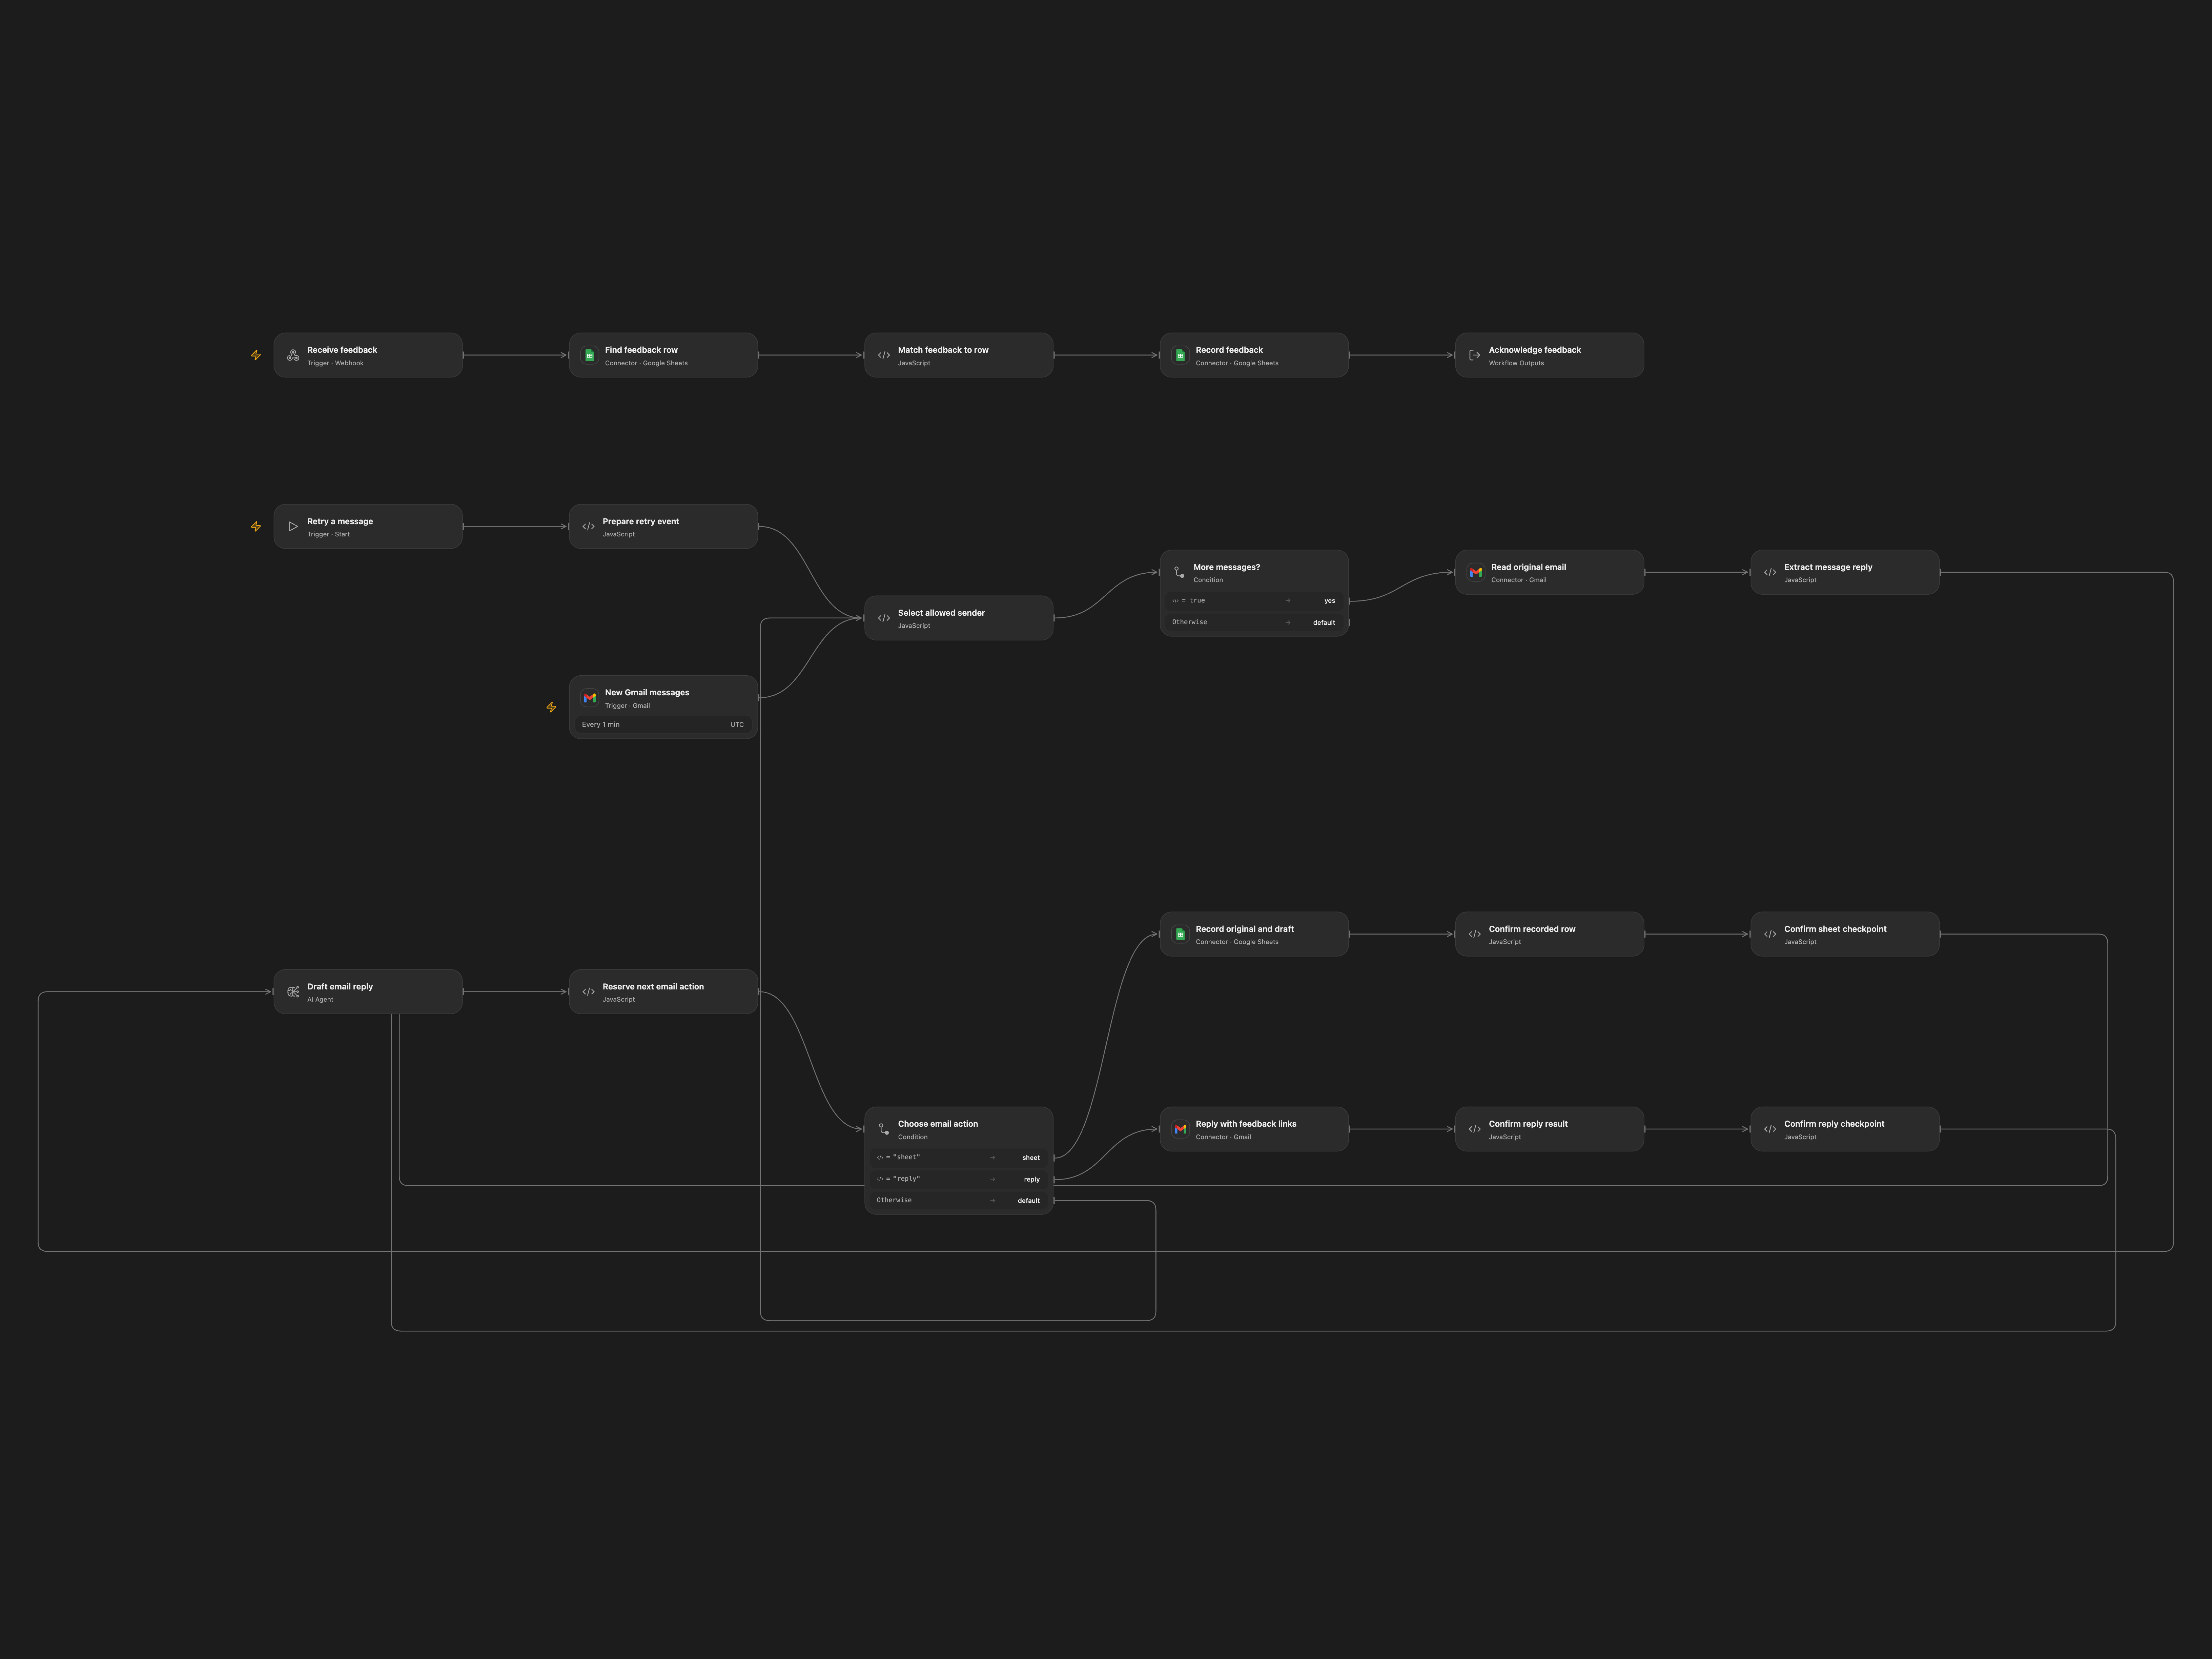 Receive feedback
Trigger · Webhook
Find feedback row
Connector · Google Sheets
Match feedback to row
JavaScript
Record feedback
Connector · Google Sheets
Acknowledge feedback
Workflow Outputs
Retry a message
Trigger · Start
Prepare retry event
JavaScript
Select allowed sender
JavaScript
More messages?
Condition
</> = true → yes
Otherwise → default
Read original email
Connector · Gmail
Extract message reply
JavaScript
New Gmail messages
Trigger · Gmail
Every 1 min UTC
Draft email reply
AI Agent
Reserve next email action
JavaScript
Choose email action
Condition
</> = "sheet" → sheet
</> = "reply" → reply
Otherwise → default
Record original and draft
Connector · Google Sheets
Confirm recorded row
JavaScript
Confirm sheet checkpoint
JavaScript
Reply with feedback links
Connector · Gmail
Confirm reply result
JavaScript
Confirm reply checkpoint
JavaScript